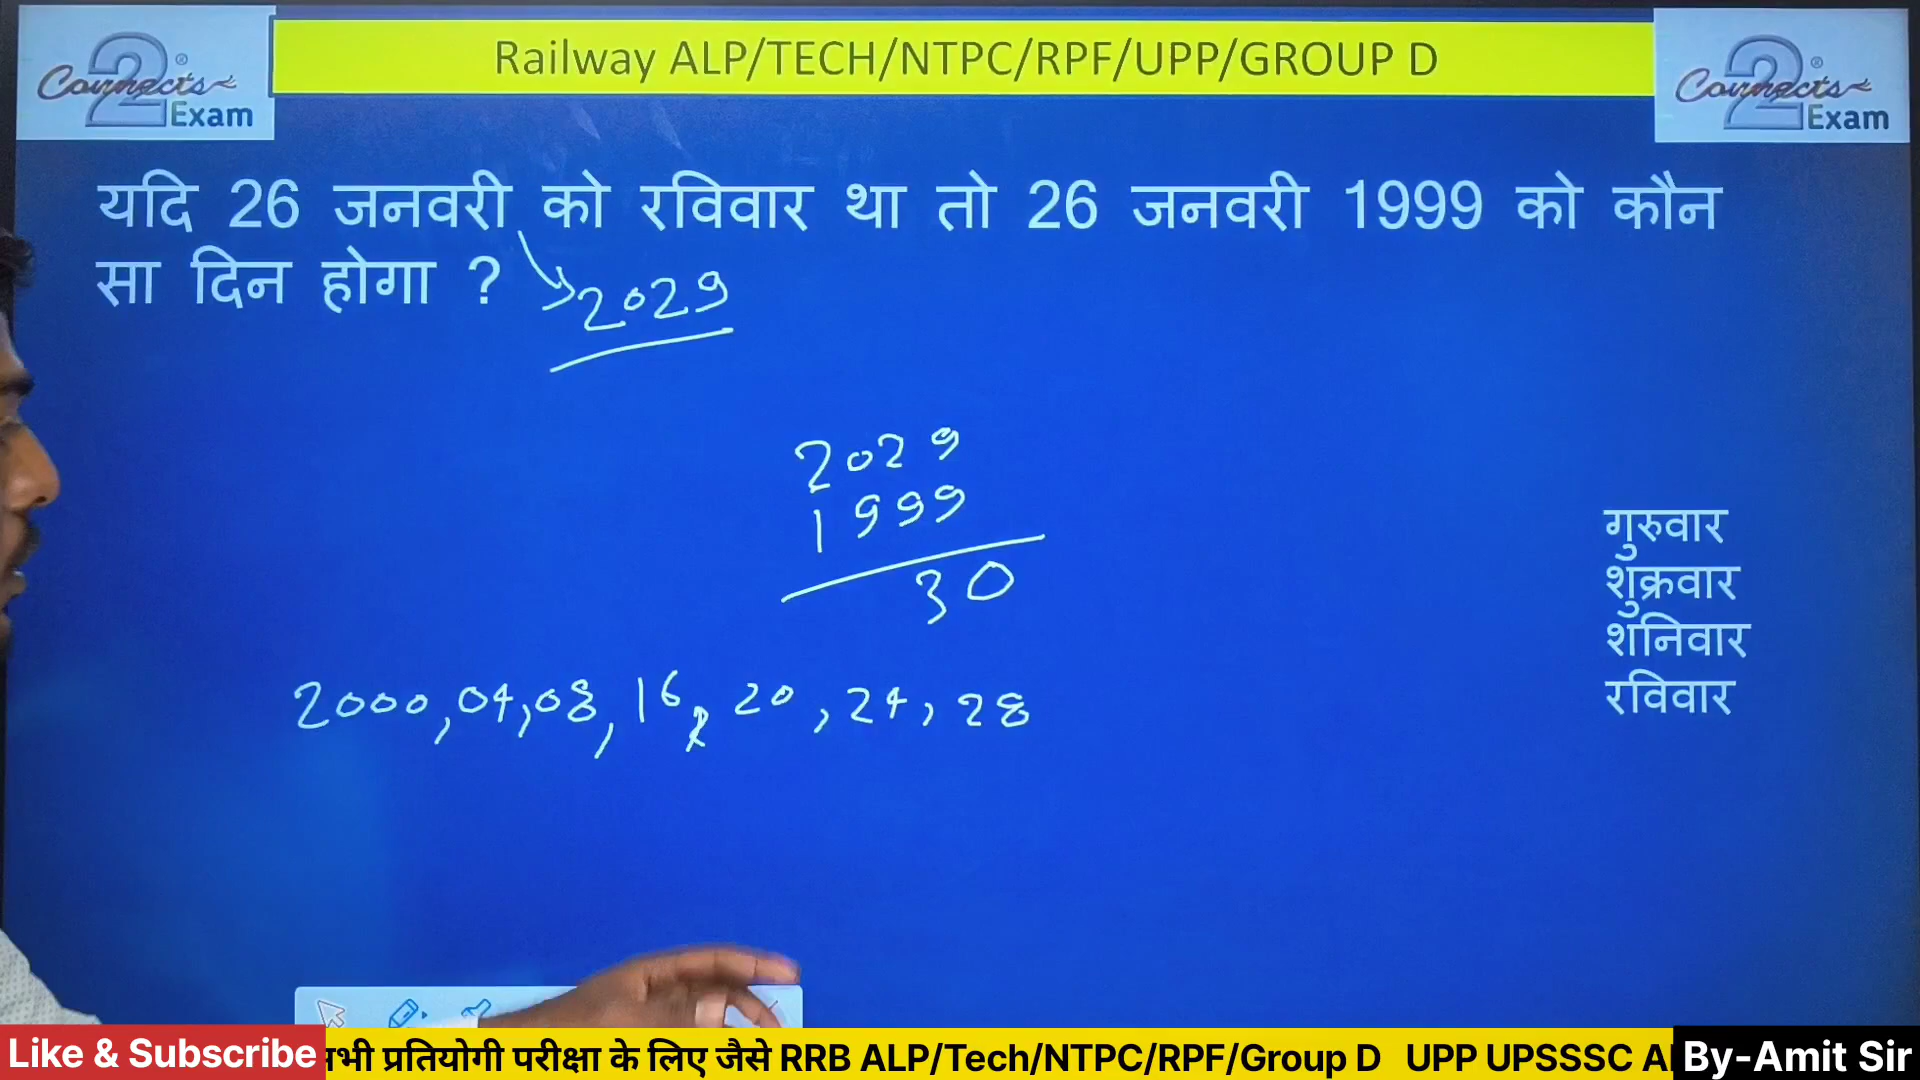 Connects 2 ® Exam
Railway ALP/TECH/NTPC/RPF/UPP/GROUP D
Connects 2 ® Exam
यदि 26 जनवरी को रविवार था तो 26 जनवरी 1999 को कौन
सा दिन होगा ?
2029
2029
1999
30
गुरुवार
शुक्रवार
शनिवार
रविवार
2000, 04, 08, 16, 20, 24, 28
Like & Subscribe
भी प्रतियोगी परीक्षा के लिए जैसे RRB ALP/Tech/NTPC/RPF/Group D UPP UPSSSC
By-Amit Sir